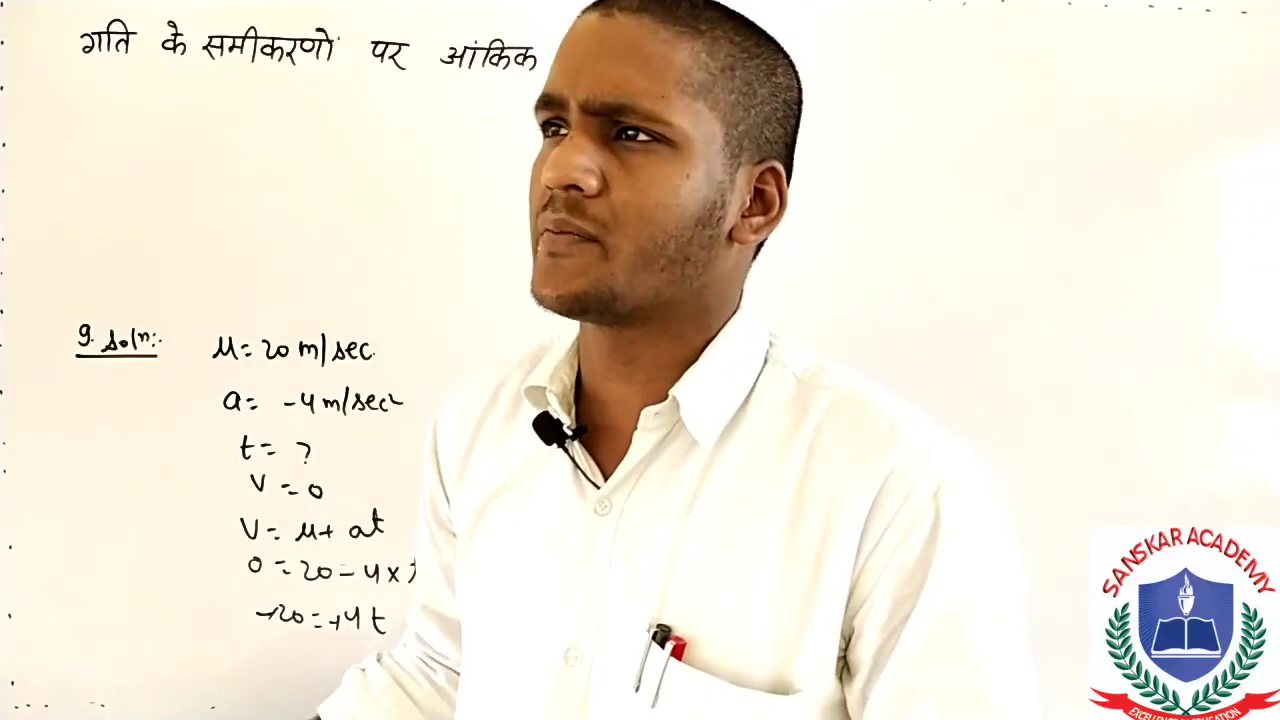 गति के समीकरणों पर आंकिक
9. Soln:
u = 20 m/sec.
a = -4 m/sec²
t = ?
v = 0
v = u + at
0 = 20 - 4 ×
+20 = +4 t
SANSKAR ACADEMY